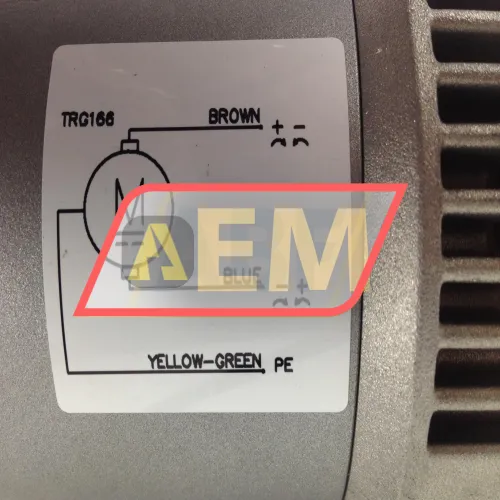 TRG166
BROWN + -
M
AEM
BLUE - +
YELLOW-GREEN PE